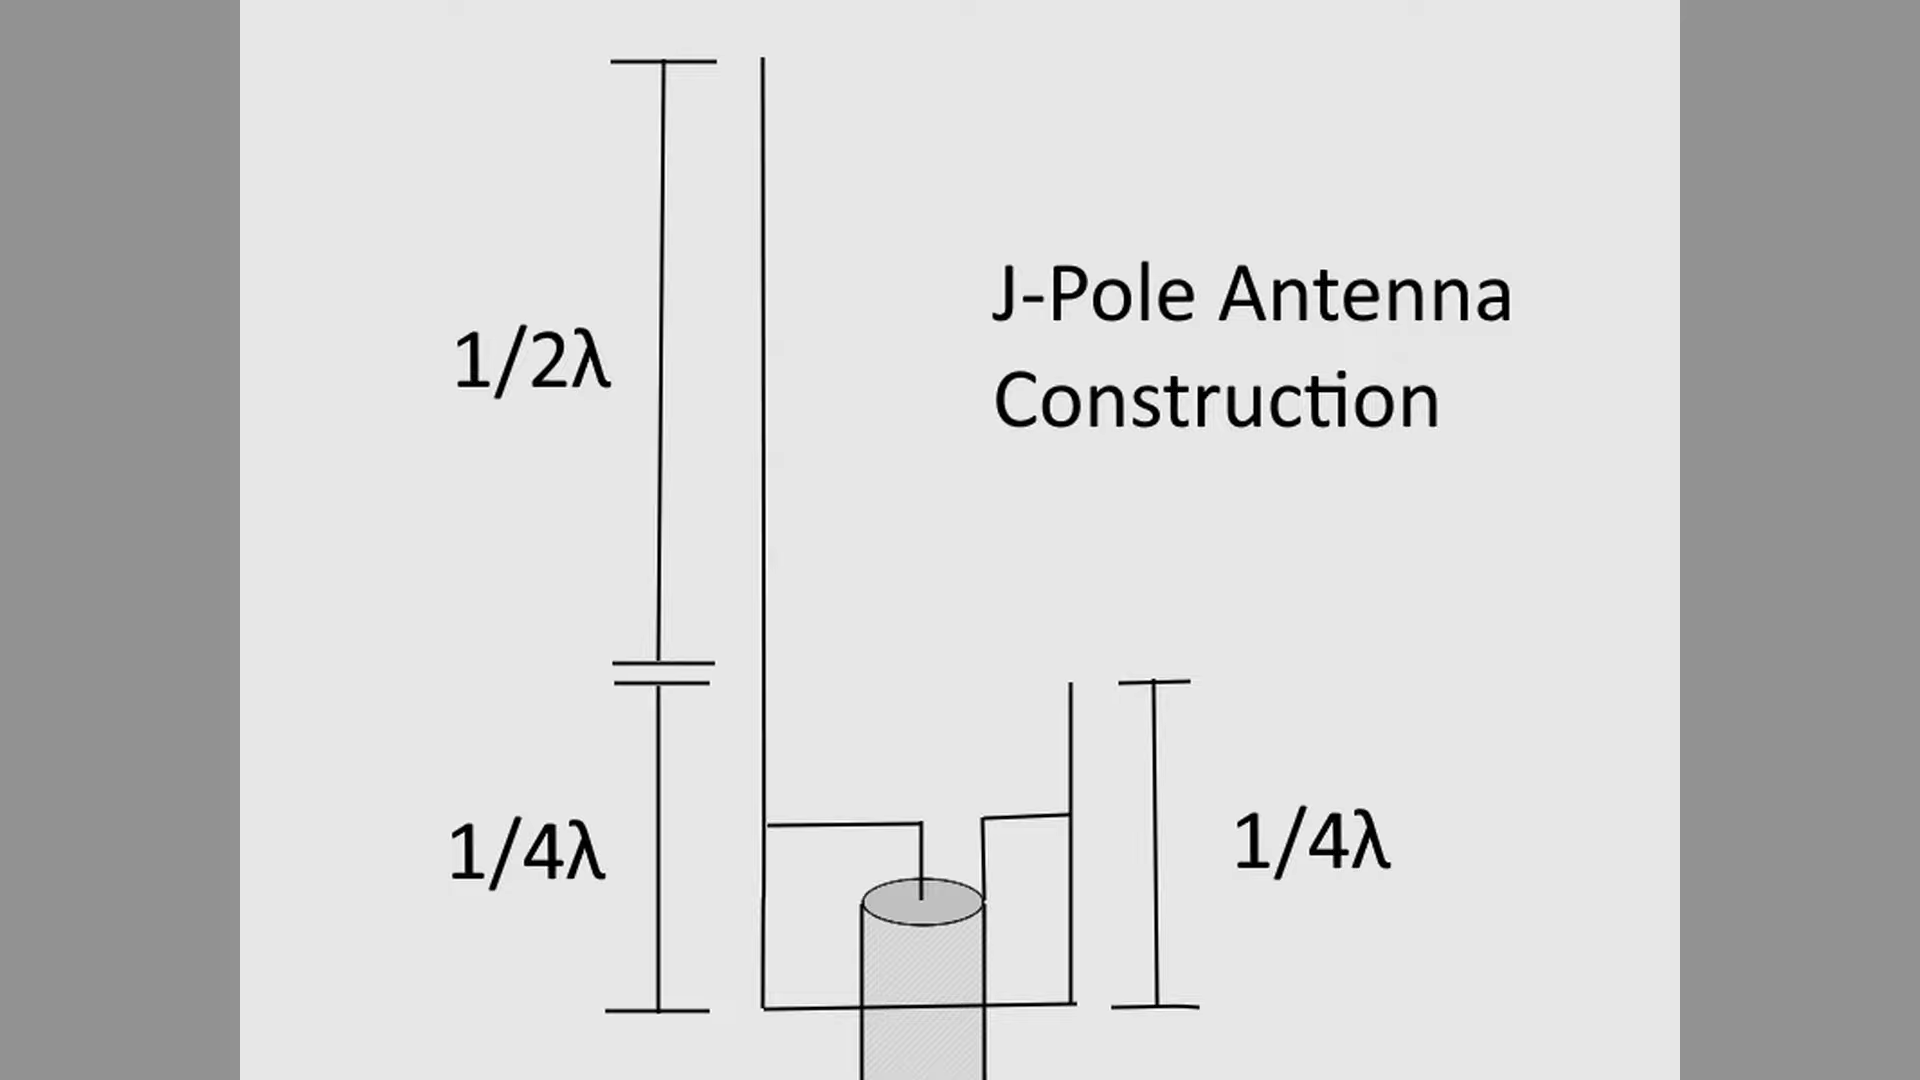 J-Pole Antenna
Construction
1/2λ
1/4λ
1/4λ